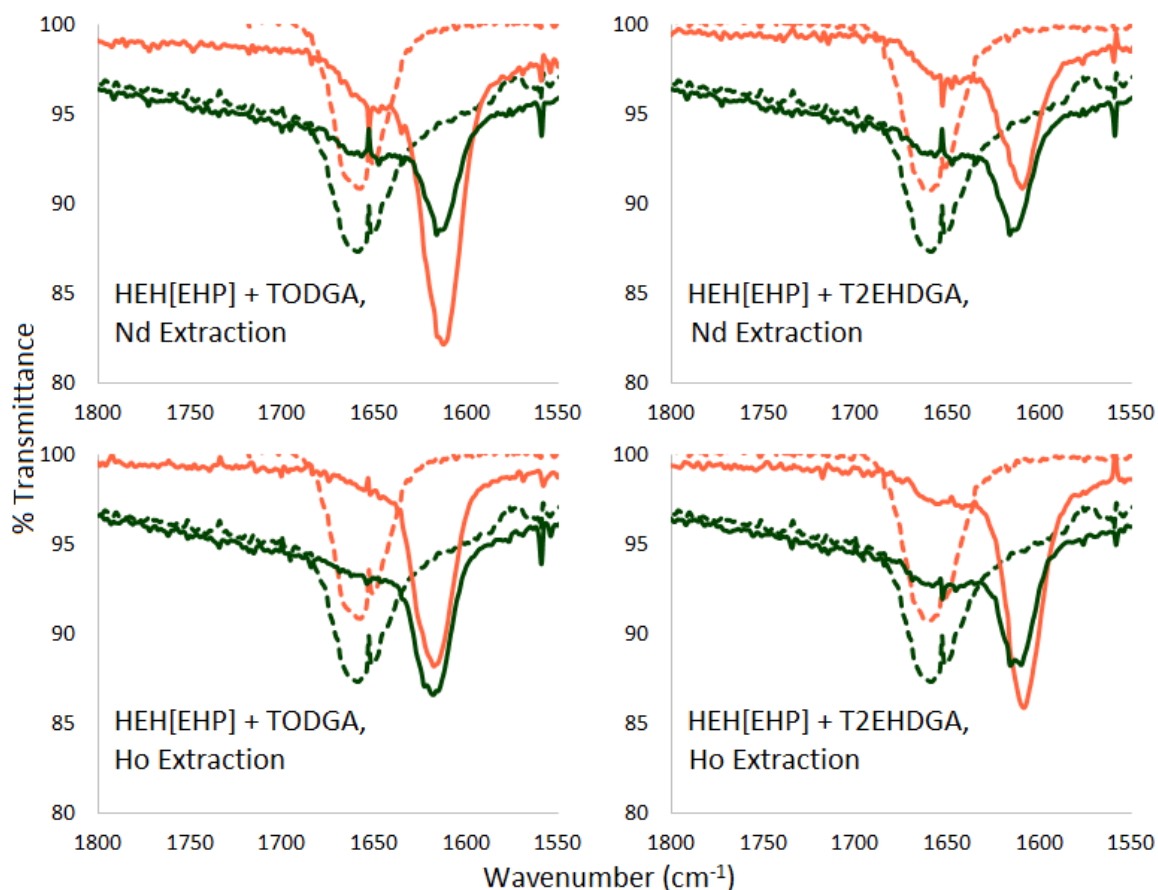 100
95
90
85
80
HEH[EHP] + TODGA,
Nd Extraction
1800 1750 1700 1650 1600 1550
100
95
90
85
80
HEH[EHP] + T2EHDGA,
Nd Extraction
1800 1750 1700 1650 1600 1550
% Transmittance
100
95
90
85
80
HEH[EHP] + TODGA,
Ho Extraction
1800 1750 1700 1650 1600 1550
100
95
90
85
80
HEH[EHP] + T2EHDGA,
Ho Extraction
1800 1750 1700 1650 1600 1550
Wavenumber (cm⁻¹)